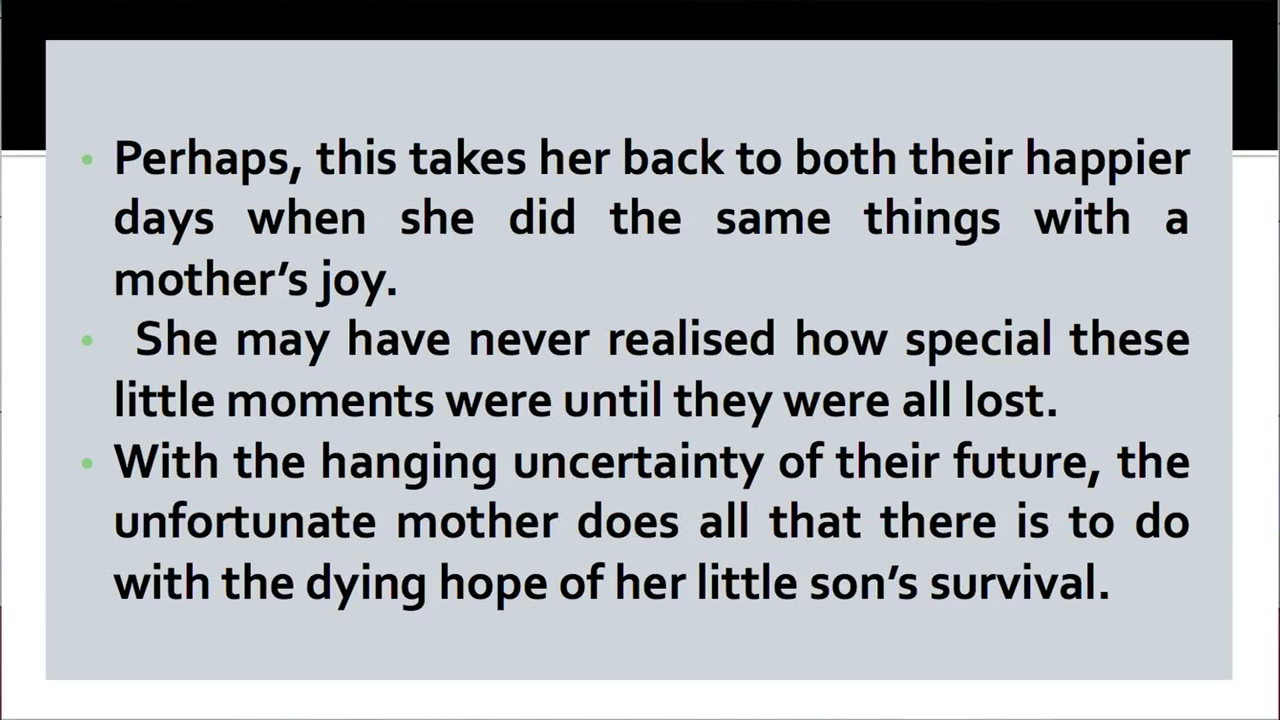 • Perhaps, this takes her back to both their happier
days when she did the same things with a
mother's joy.
• She may have never realised how special these
little moments were until they were all lost.
• With the hanging uncertainty of their future, the
unfortunate mother does all that there is to do
with the dying hope of her little son's survival.